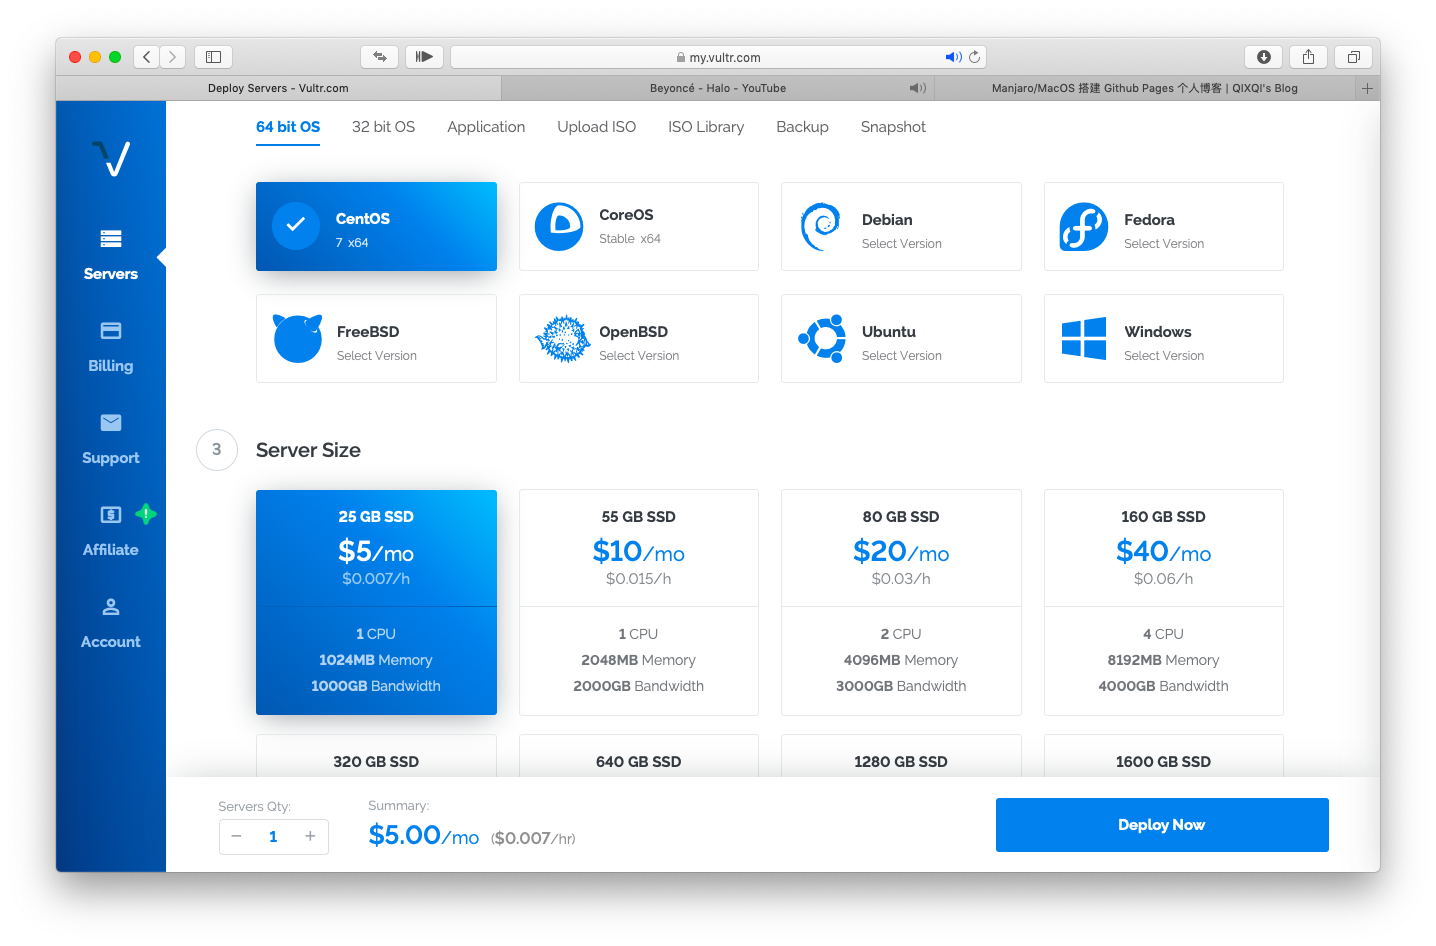 my.vultr.com
Deploy Servers - Vultr.com
Beyoncé - Halo - YouTube
Manjaro/MacOS 搭建 Github Pages 个人博客 | QIXQI's Blog
64 bit OS
32 bit OS
Application
Upload ISO
ISO Library
Backup
Snapshot
Servers
Billing
Support
Affiliate
Account
CentOS
7 x64
CoreOS
Stable x64
Debian
Select Version
Fedora
Select Version
FreeBSD
Select Version
OpenBSD
Select Version
Ubuntu
Select Version
Windows
Select Version
3
Server Size
25 GB SSD
$5/mo
$0.007/h
1 CPU
1024MB Memory
1000GB Bandwidth
55 GB SSD
$10/mo
$0.015/h
1 CPU
2048MB Memory
2000GB Bandwidth
80 GB SSD
$20/mo
$0.03/h
2 CPU
4096MB Memory
3000GB Bandwidth
160 GB SSD
$40/mo
$0.06/h
4 CPU
8192MB Memory
4000GB Bandwidth
320 GB SSD
640 GB SSD
1280 GB SSD
1600 GB SSD
Servers Qty:
1
Summary:
$5.00/mo ($0.007/hr)
Deploy Now